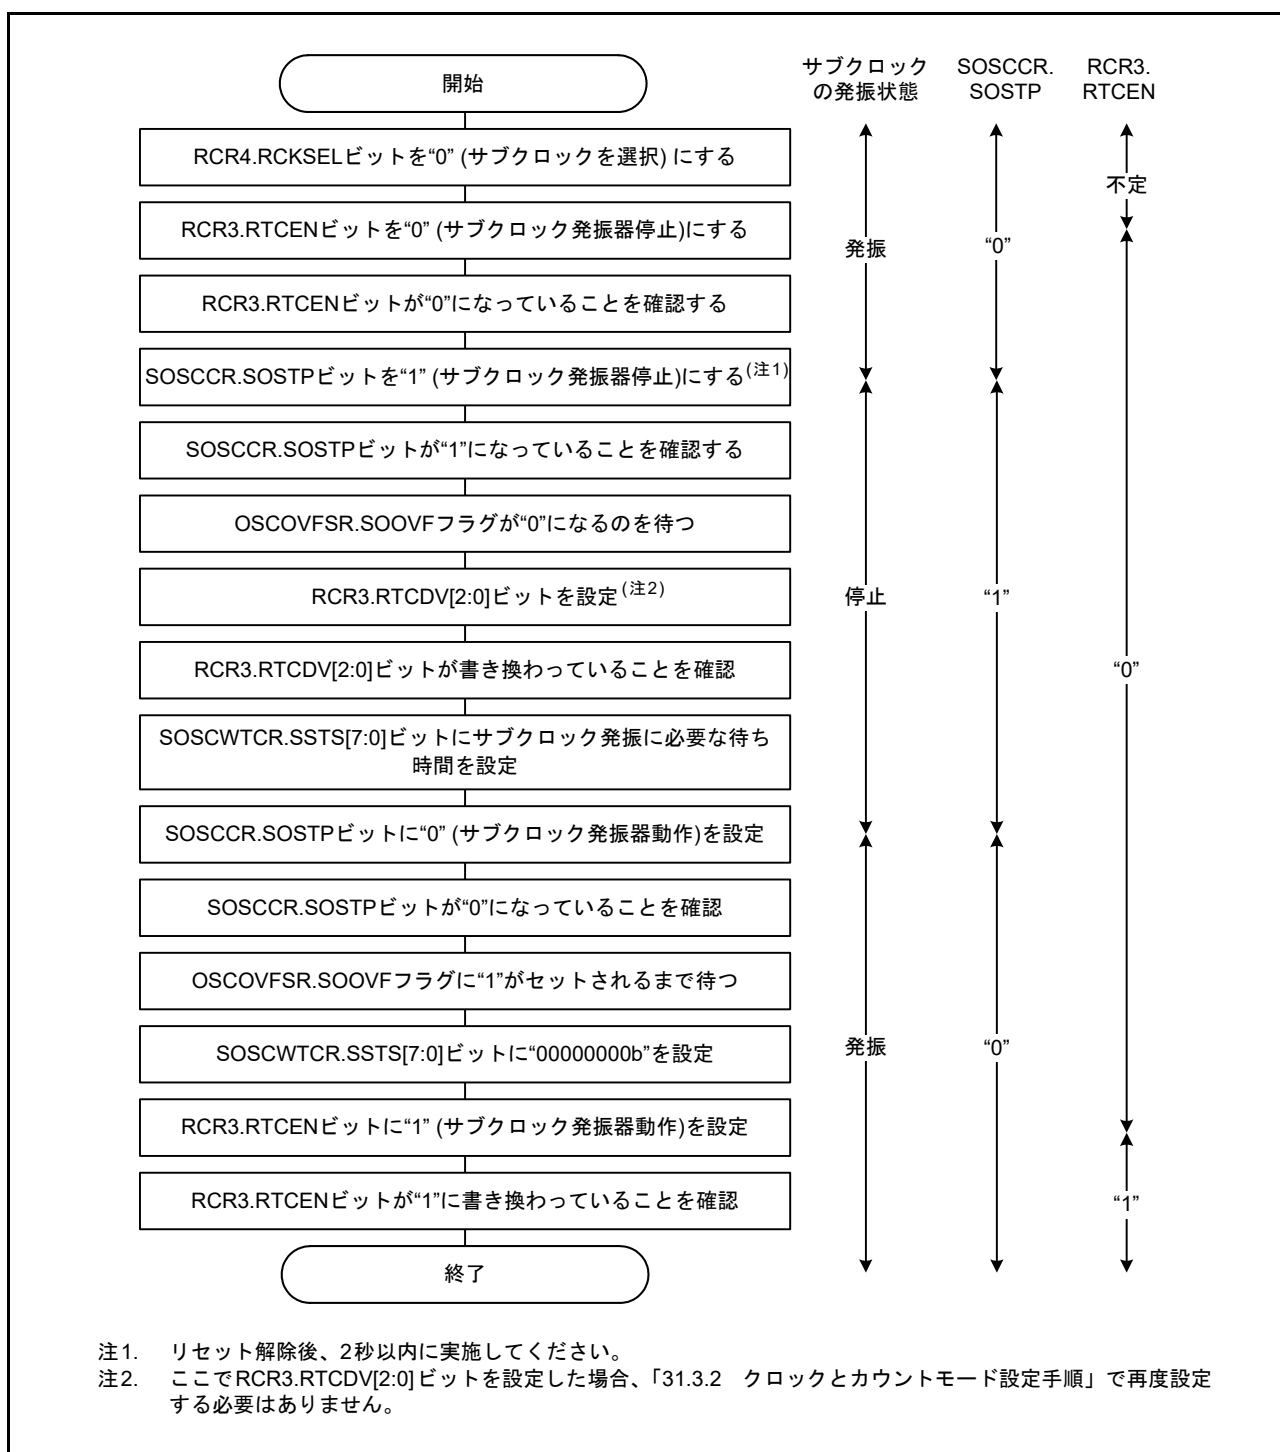 開始
サブクロック
の発振状態
SOSCCR.
SOSTP
RCR3.
RTCEN
RCR4.RCKSELビットを“0” (サブクロックを選択) にする
不定
RCR3.RTCENビットを“0” (サブクロック発振器停止)にする
発振
“0”
RCR3.RTCENビットが“0”になっていることを確認する
SOSCCR.SOSTPビットを“1” (サブクロック発振器停止)にする(注1)
SOSCCR.SOSTPビットが“1”になっていることを確認する
OSCOVFSR.SOOVFフラグが“0”になるのを待つ
RCR3.RTCDV[2:0]ビットを設定(注2)
停止
“1”
RCR3.RTCDV[2:0]ビットが書き換わっていることを確認
“0”
SOSCWTCR.SSTS[7:0]ビットにサブクロック発振に必要な待ち
時間を設定
SOSCCR.SOSTPビットに“0” (サブクロック発振器動作)を設定
SOSCCR.SOSTPビットが“0”になっていることを確認
OSCOVFSR.SOOVFフラグに“1”がセットされるまで待つ
SOSCWTCR.SSTS[7:0]ビットに“00000000b”を設定
発振
“0”
RCR3.RTCENビットに“1” (サブクロック発振器動作)を設定
RCR3.RTCENビットが“1”に書き換わっていることを確認
“1”
終了
注1. リセット解除後、2秒以内に実施してください。
注2. ここでRCR3.RTCDV[2:0]ビットを設定した場合、「31.3.2 クロックとカウントモード設定手順」で再度設定
する必要はありません。